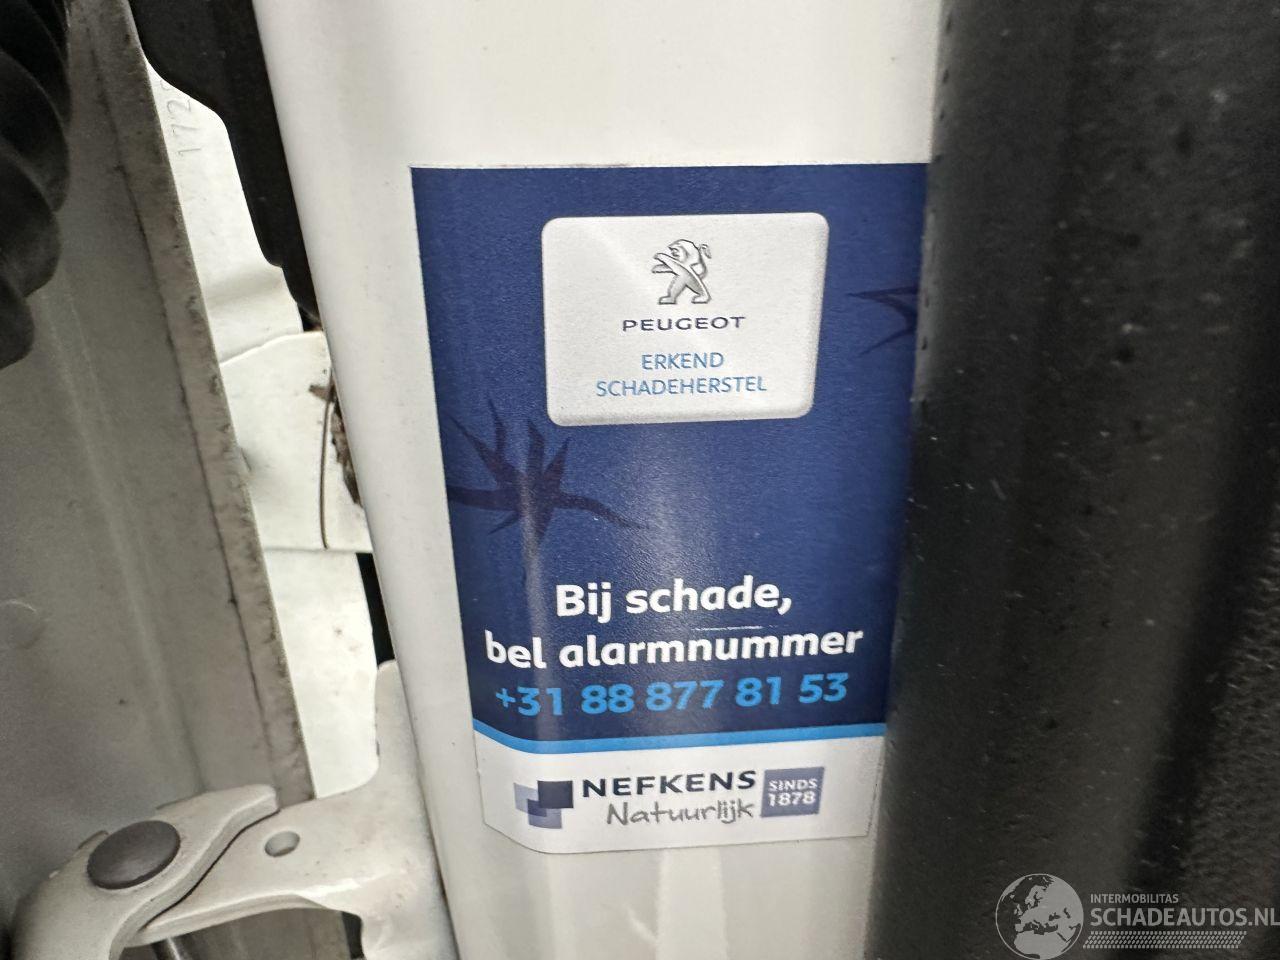 PEUGEOT
ERKEND
SCHADEHERSTEL
Bij schade,
bel alarmnummer
+31 88 877 81 53
NEFKENS
Natuurlijk
SINDS
1878
INTERMOBILITAS
SCHADEAUTOS.NL